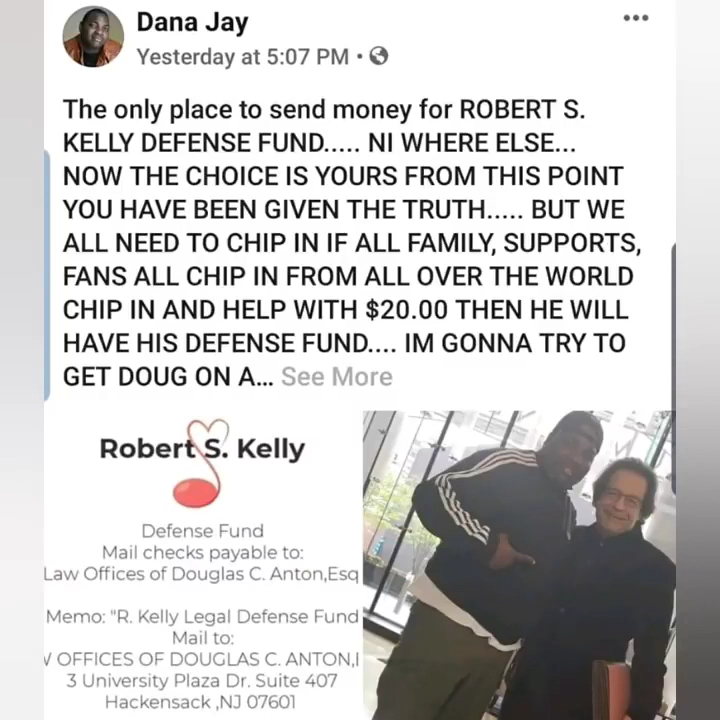 Dana Jay
Yesterday at 5:07 PM •
The only place to send money for ROBERT S.
KELLY DEFENSE FUND..... NI WHERE ELSE...
NOW THE CHOICE IS YOURS FROM THIS POINT
YOU HAVE BEEN GIVEN THE TRUTH..... BUT WE
ALL NEED TO CHIP IN IF ALL FAMILY, SUPPORTS,
FANS ALL CHIP IN FROM ALL OVER THE WORLD
CHIP IN AND HELP WITH $20.00 THEN HE WILL
HAVE HIS DEFENSE FUND.... IM GONNA TRY TO
GET DOUG ON A... See More
Robert S. Kelly
Defense Fund
Mail checks payable to:
Law Offices of Douglas C. Anton,Esq
Memo: "R. Kelly Legal Defense Fund
Mail to:
OFFICES OF DOUGLAS C. ANTON,
3 University Plaza Dr. Suite 407
Hackensack ,NJ 07601